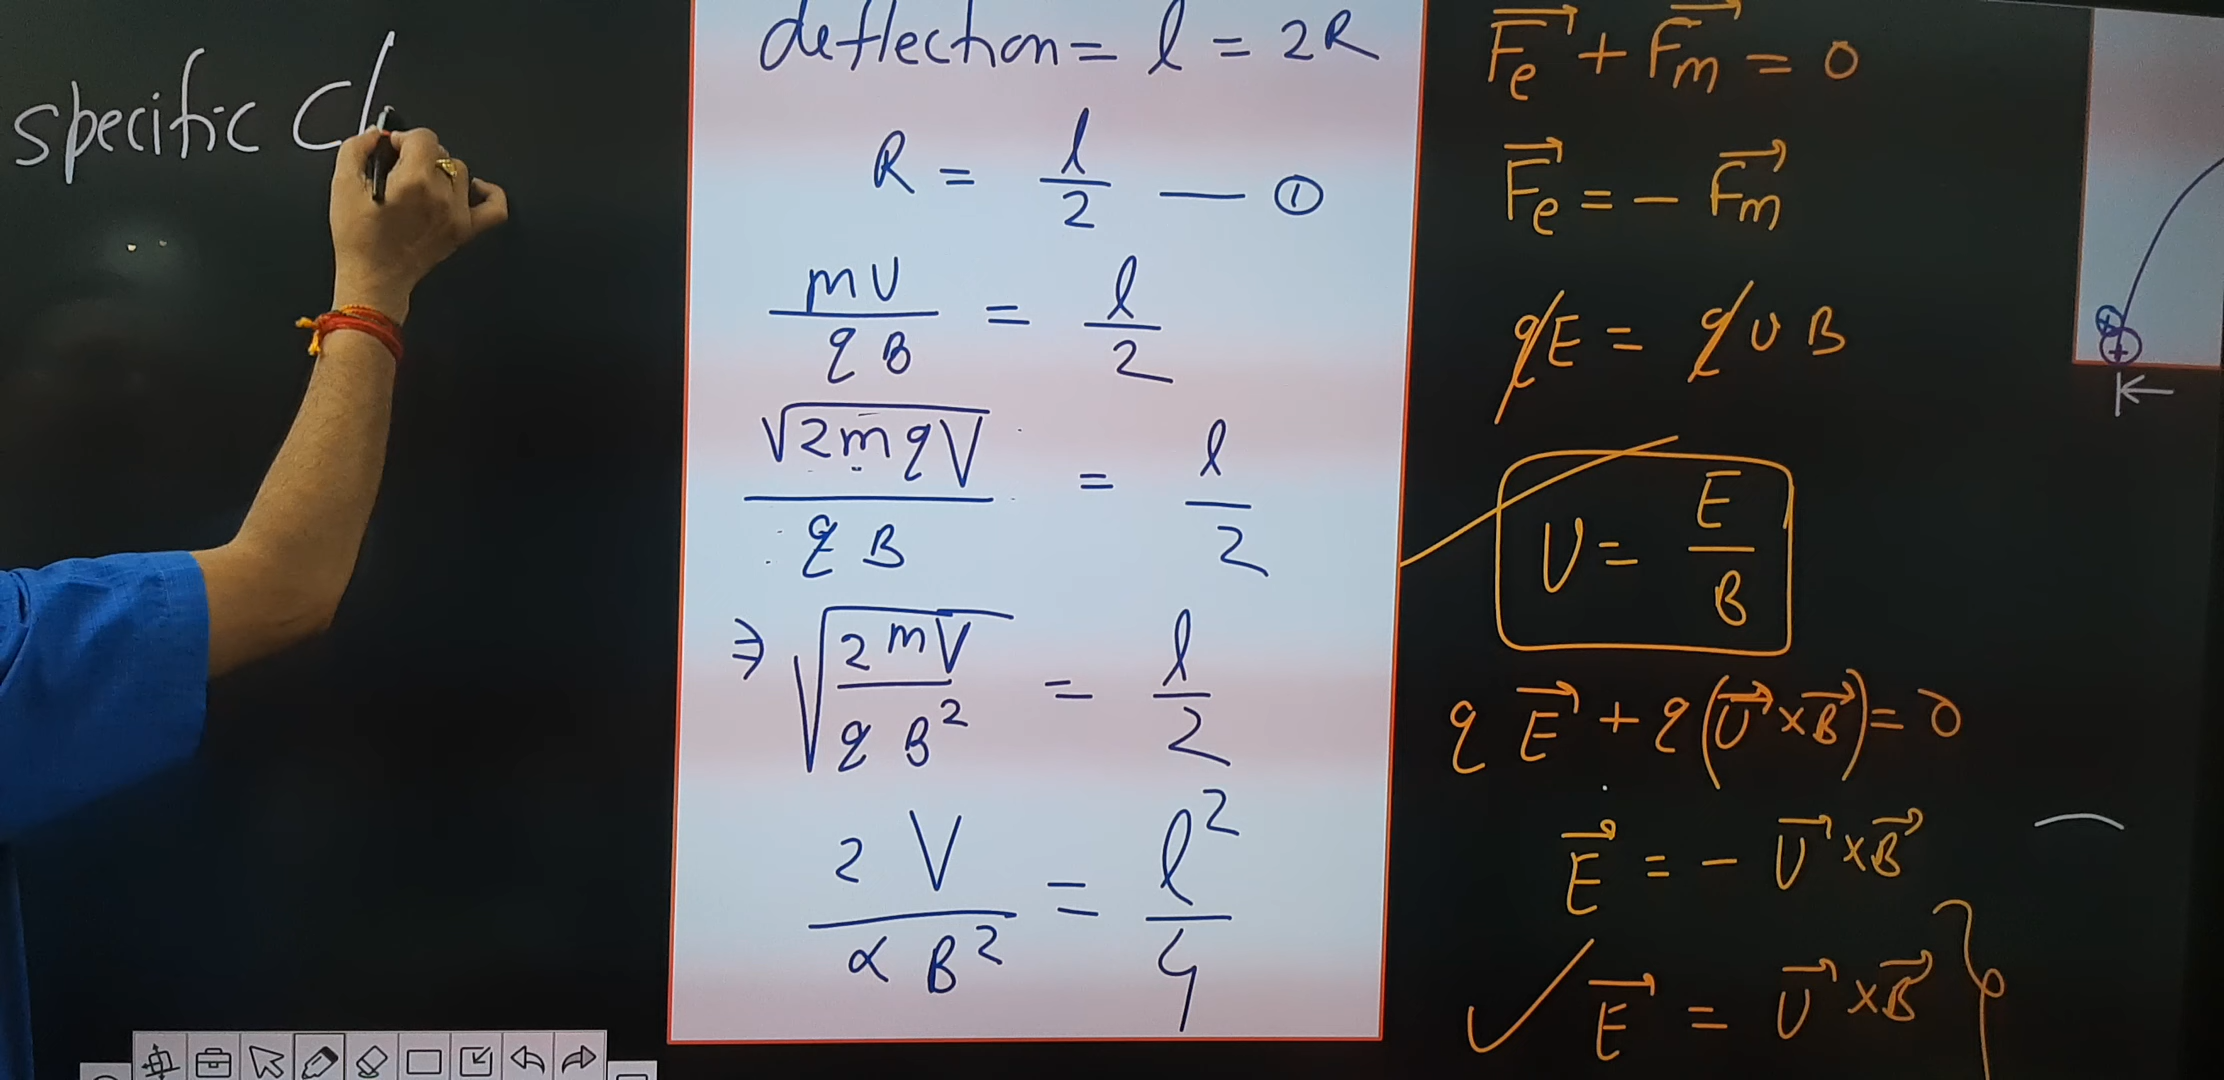 specific Ch
deflection = l = 2R
R = l/2 — ①
mv/qB = l/2
√2mqV/qB = l/2
⇒ √(2mV/qB²) = l/2
2V/αB² = l²/4
F⃗e + F⃗m = 0
F⃗e = - F⃗m
qE = qvB
v = E/B
qE⃗ + q(v⃗×B⃗) = 0
E⃗ = - v⃗×B⃗
E⃗ = v⃗×B⃗